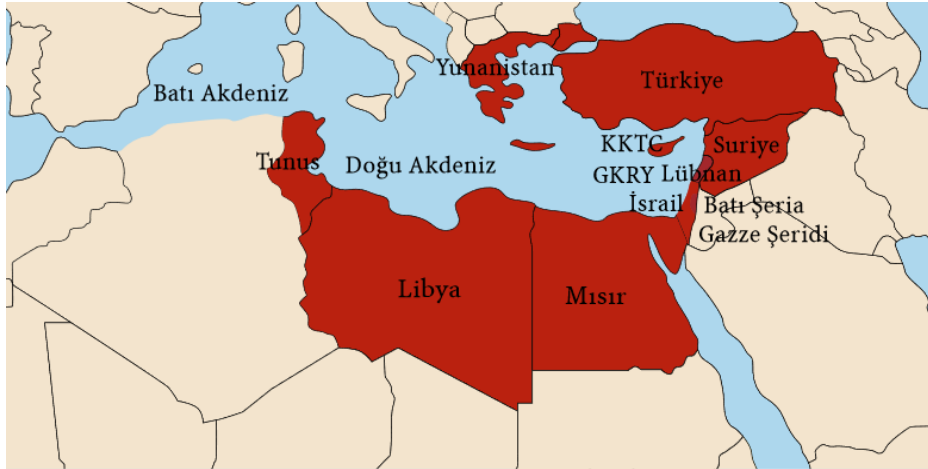 Yunanistan
Türkiye
Batı Akdeniz
KKTC
Suriye
Tunus
Doğu Akdeniz
GKRY
Lübnan
İsrail
Batı Şeria
Gazze Şeridi
Libya
Mısır